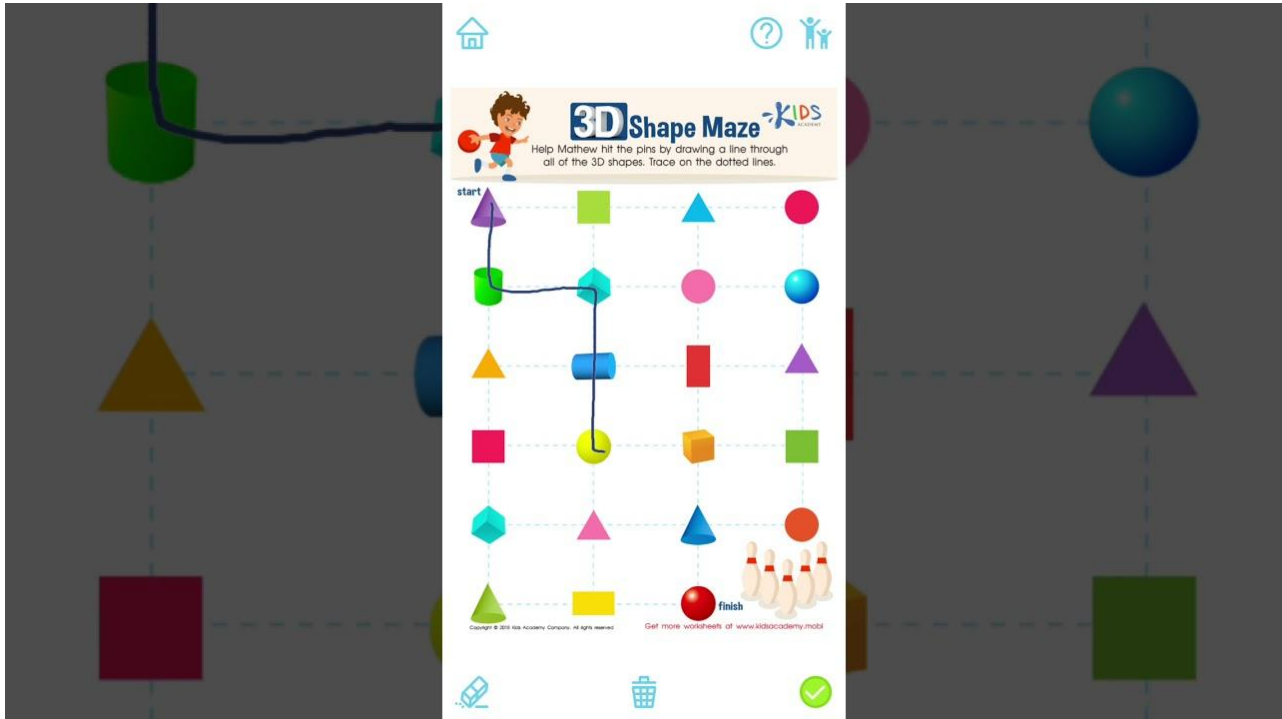 3D Shape Maze
KIDS
ACADEMY
Help Mathew hit the pins by drawing a line through
all of the 3D shapes. Trace on the dotted lines.
start
finish
Copyright © 2018 Kids Academy Company. All rights reserved
Get more worksheets at www.kidsacademy.mobi